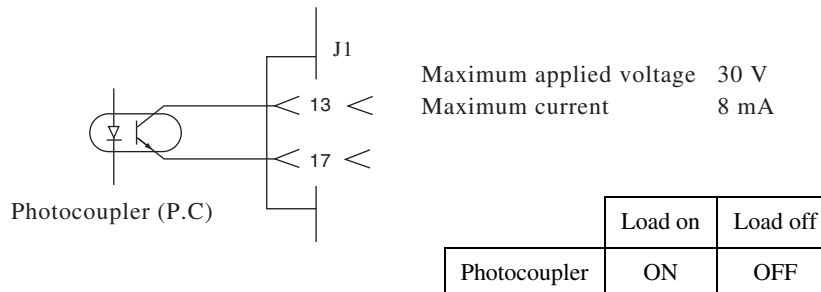 J1
Maximum applied voltage 30 V
13
Maximum current 8 mA
17
Photocoupler (P.C)
Load on Load off
Photocoupler ON OFF